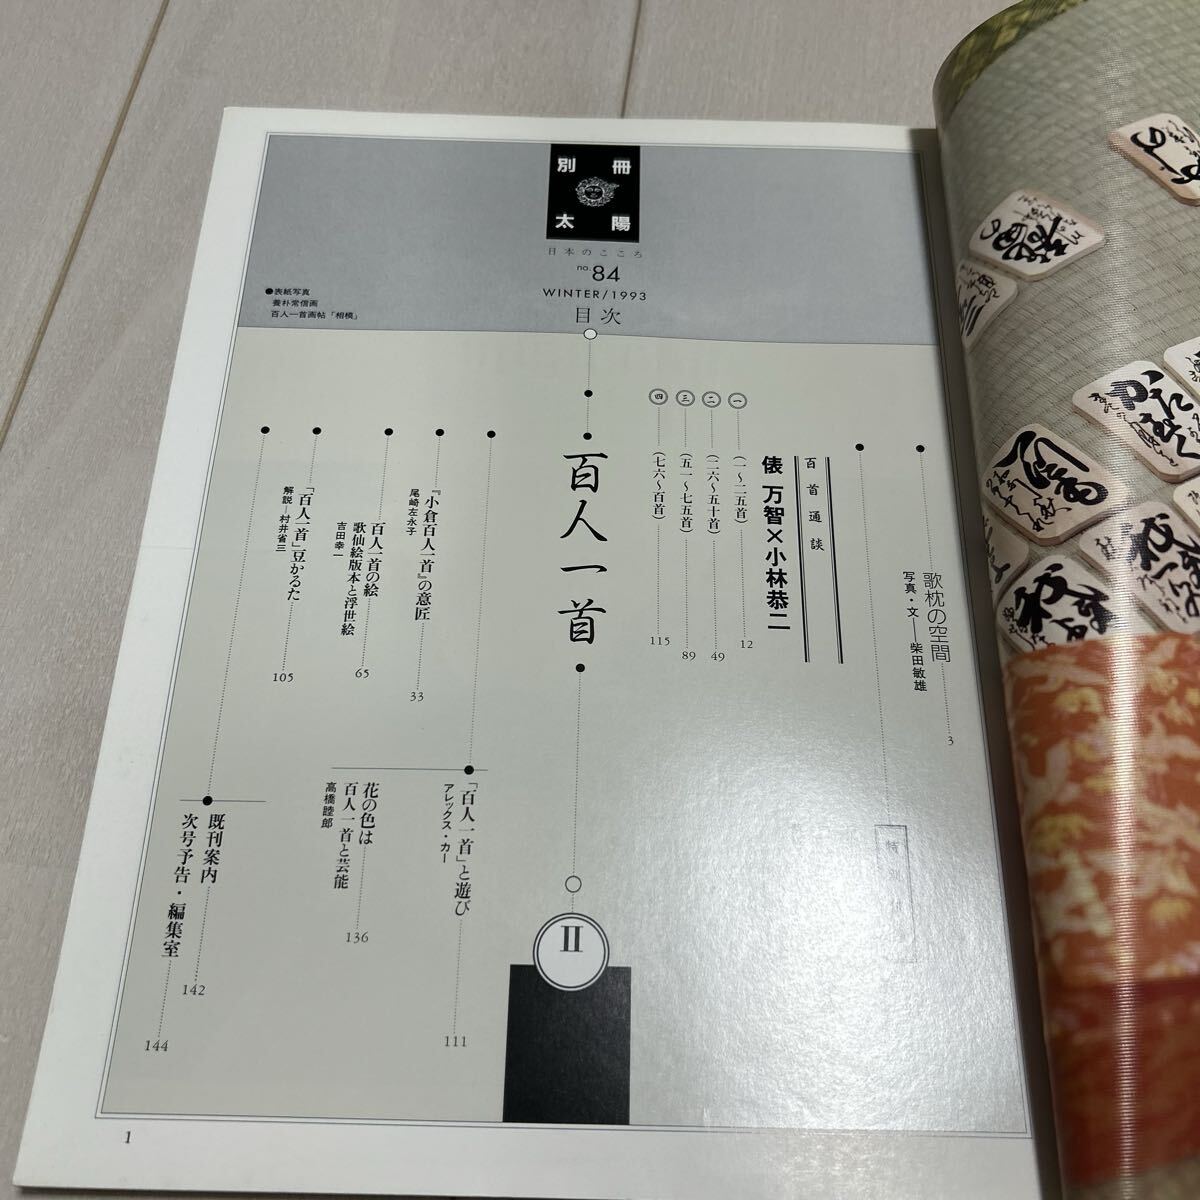 別冊
太陽
日本のこころ
no.84
WINTER/1993
目次
●表紙写真
養朴常信画
百人一首画帖「相模」
歌枕の空間
写真・文──柴田敏雄
3
百首通談
俵 万智×小林恭二
一
(一〜二五首)
12
二
(二六〜五十首)
49
三
(五一〜七五首)
89
四
(七六〜百首)
115
百人一首
II
「百人一首」と遊び
アレックス・カー
111
『小倉百人一首』の意匠
尾崎左永子
33
百人一首の絵
歌仙絵版本と浮世絵
吉田幸一
65
花の色は
百人一首と芸能
高橋睦郎
136
「百人一首」豆かるた
解説──村井省三
105
既刊案内
142
次号予告・編集室
144
1